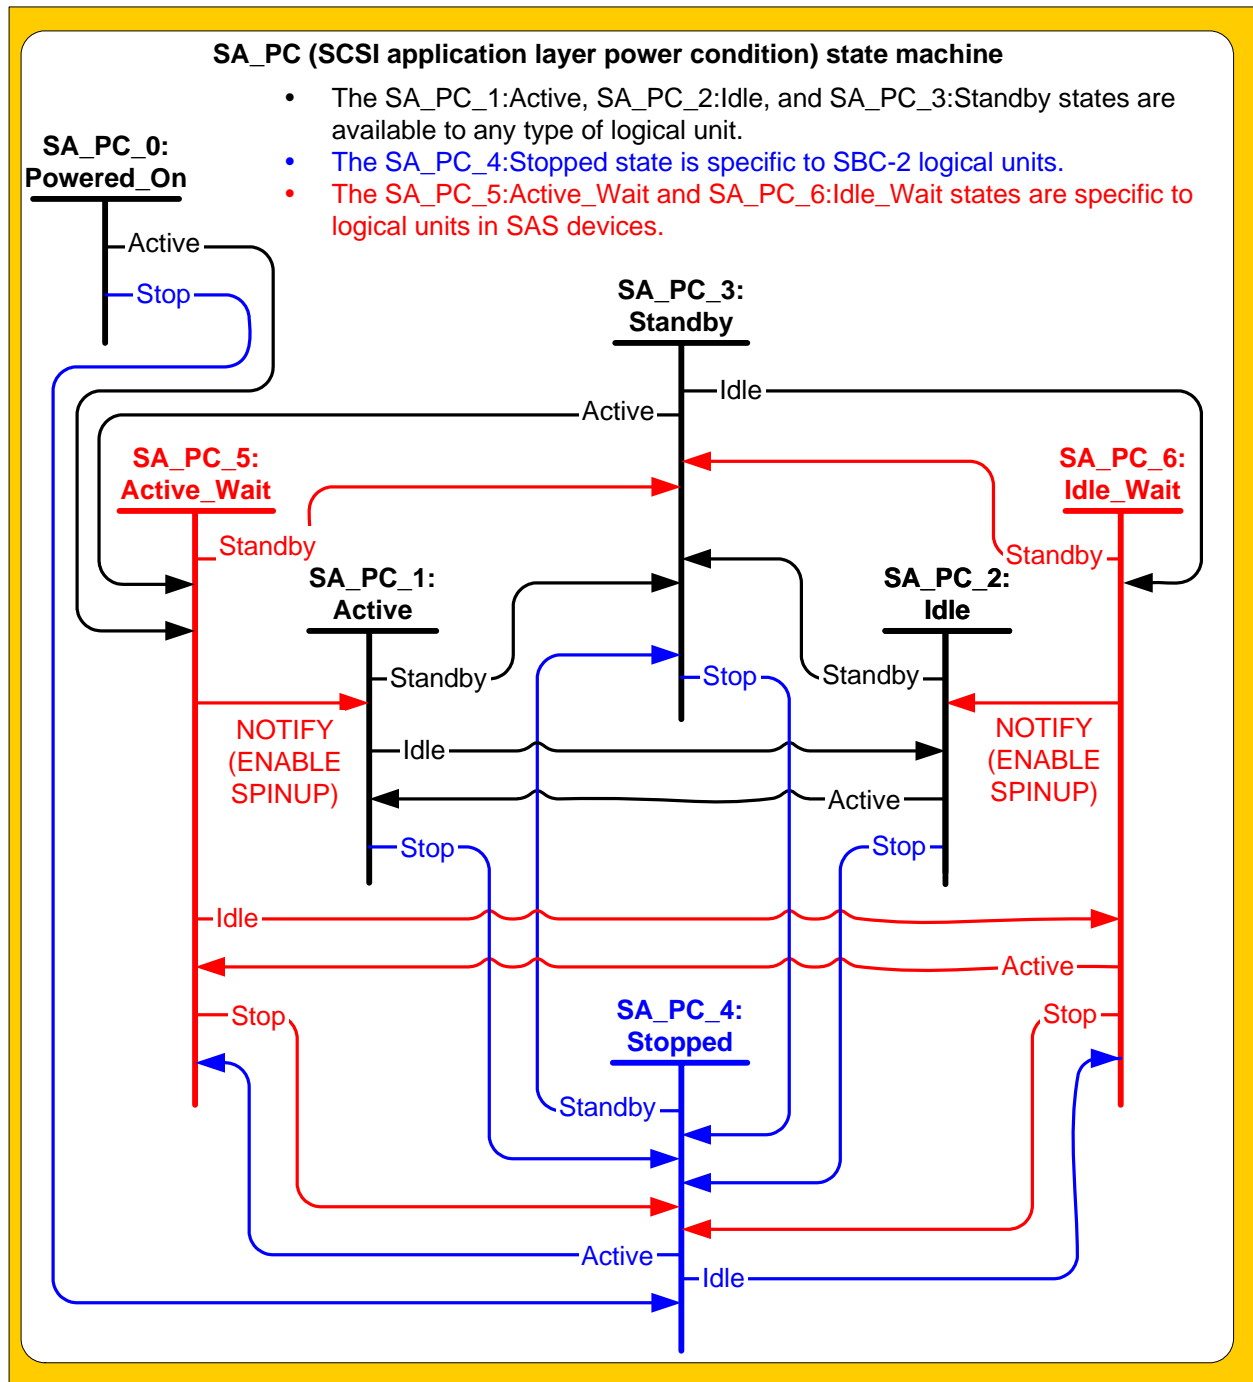 SA_PC (SCSI application layer power condition) state machine
• The SA_PC_1:Active, SA_PC_2:Idle, and SA_PC_3:Standby states are
available to any type of logical unit.
• The SA_PC_4:Stopped state is specific to SBC-2 logical units.
• The SA_PC_5:Active_Wait and SA_PC_6:Idle_Wait states are specific to
logical units in SAS devices.
SA_PC_0:
Powered_On
Active
Stop
SA_PC_3:
Standby
Idle
Active
SA_PC_5:
Active_Wait
SA_PC_6:
Idle_Wait
Standby
Standby
SA_PC_1:
Active
SA_PC_2:
Idle
Standby
Stop
Standby
NOTIFY
(ENABLE
SPINUP)
NOTIFY
(ENABLE
SPINUP)
Idle
Active
Stop
Stop
Idle
Active
Stop
SA_PC_4:
Stopped
Stop
Standby
Active
Idle